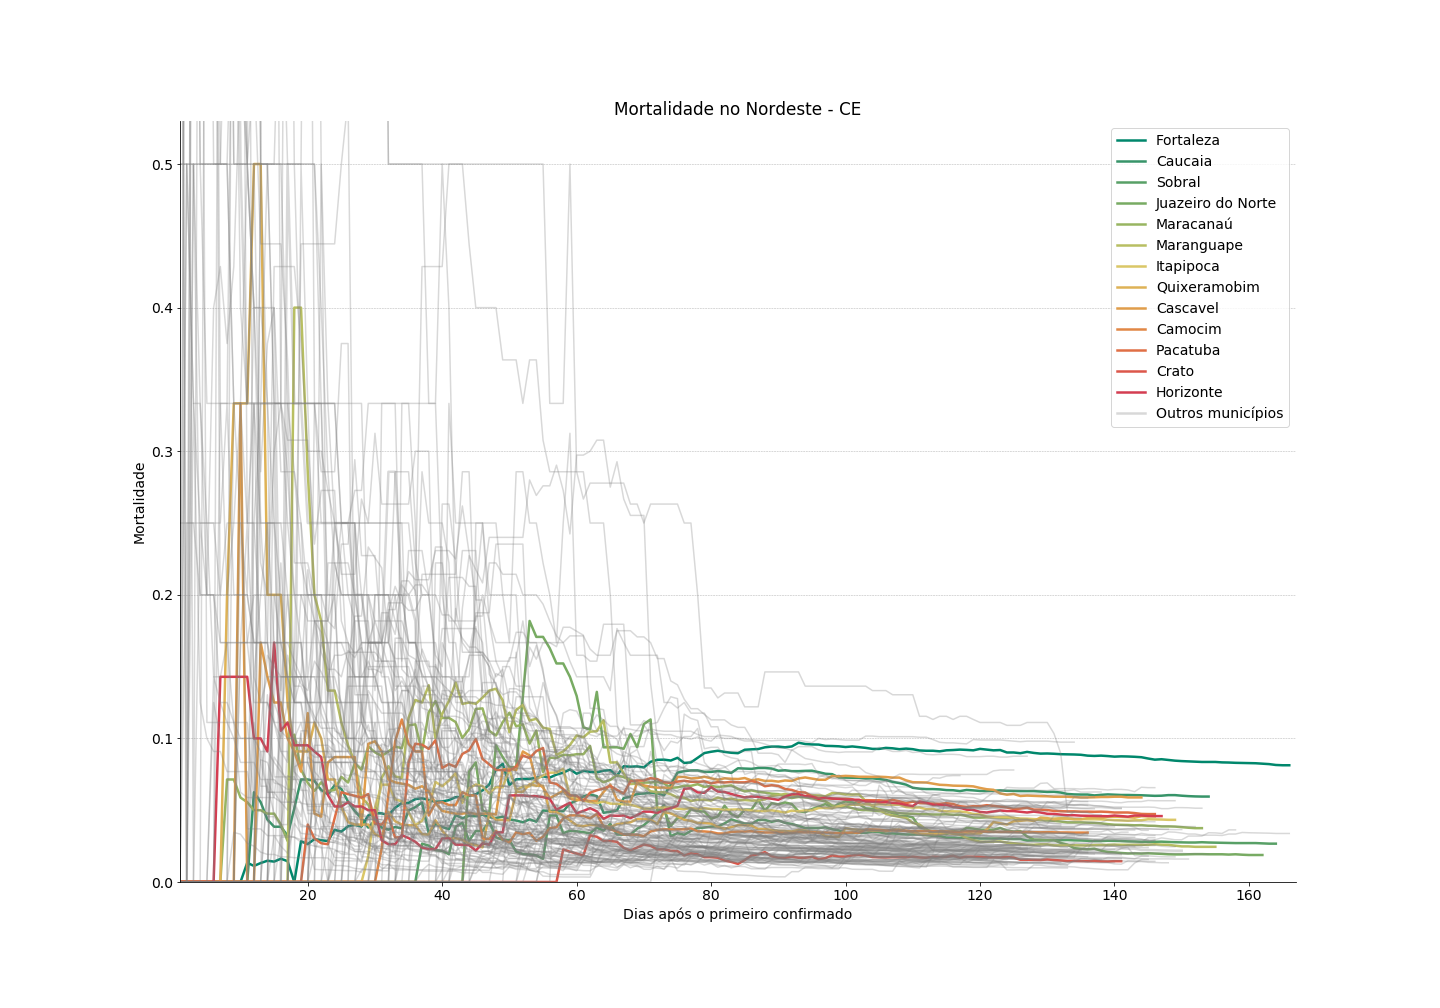 Mortalidade no Nordeste - CE
Mortalidade
0.5
0.4
0.3
0.2
0.1
0.0
20
40
60
80
100
120
140
160
Dias após o primeiro confirmado
Fortaleza
Caucaia
Sobral
Juazeiro do Norte
Maracanaú
Maranguape
Itapipoca
Quixeramobim
Cascavel
Camocim
Pacatuba
Crato
Horizonte
Outros municípios